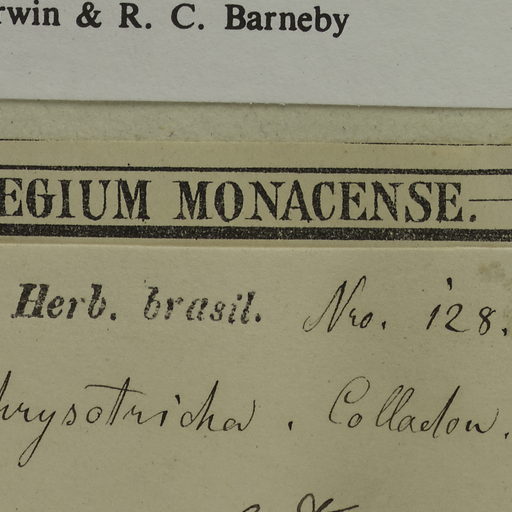 rwin & R. C. Barneby
EGIUM MONACENSE.
Herb. brasil. Nro. 128.
hrysotricha. Colladon.